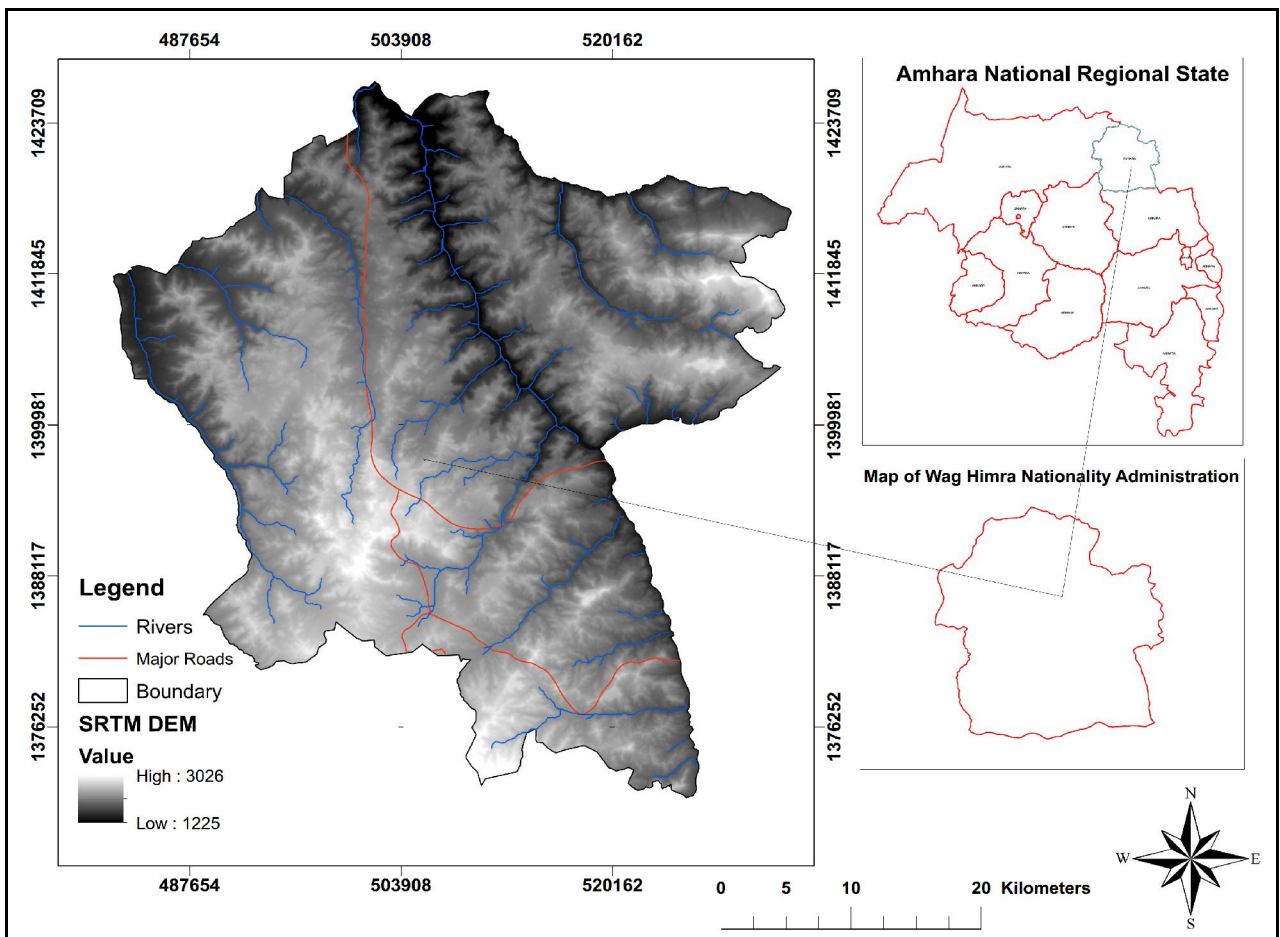 487654 503908 520162
1423709
1411845
1399981
1388117
1376252
Legend
Rivers
Major Roads
Boundary
SRTM DEM
Value
High : 3026
Low : 1225
1423709
1411845
1399981
1388117
1376252
487654 503908 520162
Amhara National Regional State
Map of Wag Himra Nationality Administration
N
W E
S
0 5 10 20 Kilometers